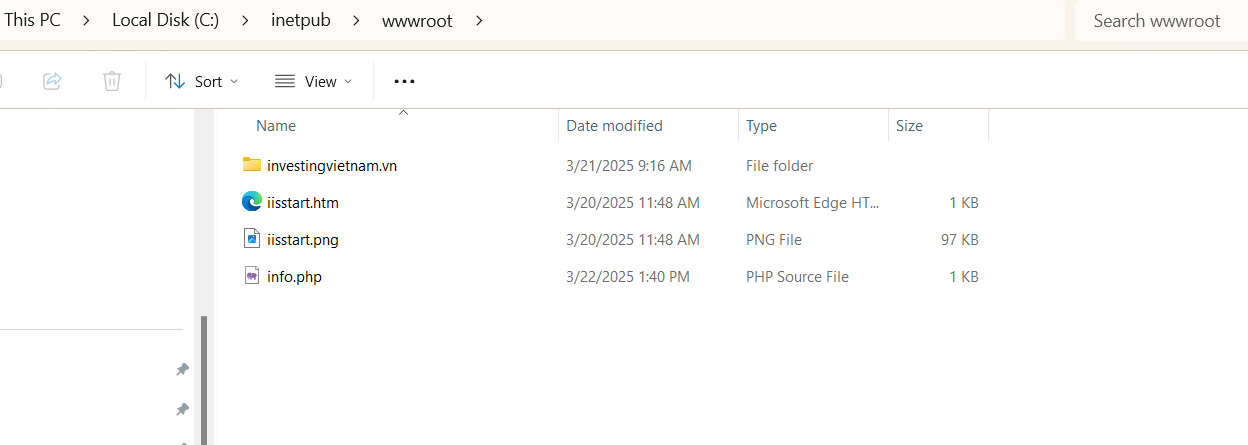 This PC > Local Disk (C:) > inetpub > wwwroot > Search wwwroot
Sort View ...
Name Date modified Type Size
investingvietnam.vn 3/21/2025 9:16 AM File folder
iisstart.htm 3/20/2025 11:48 AM Microsoft Edge HT... 1 KB
iisstart.png 3/20/2025 11:48 AM PNG File 97 KB
info.php 3/22/2025 1:40 PM PHP Source File 1 KB